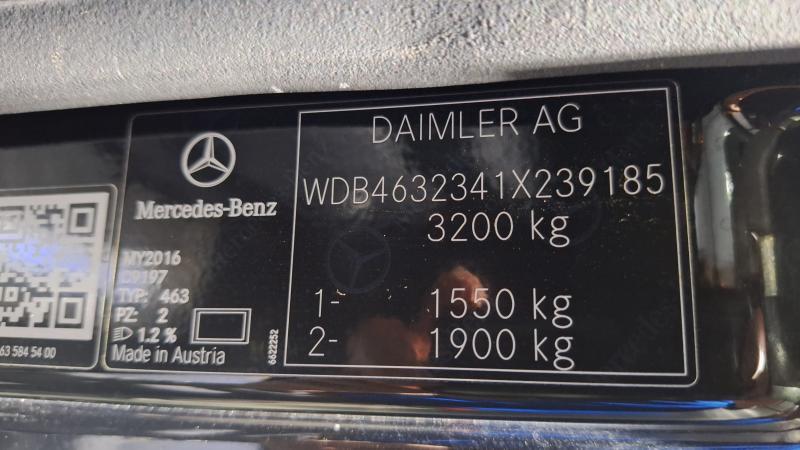 DAIMLER AG
WDB4632341X239185
3200 kg
1- 1550 kg
2- 1900 kg
Mercedes-Benz
MY2016
C9197
TYP: 463
PZ: 2
1.2 %
Made in Austria
6622252
63 584 54 00